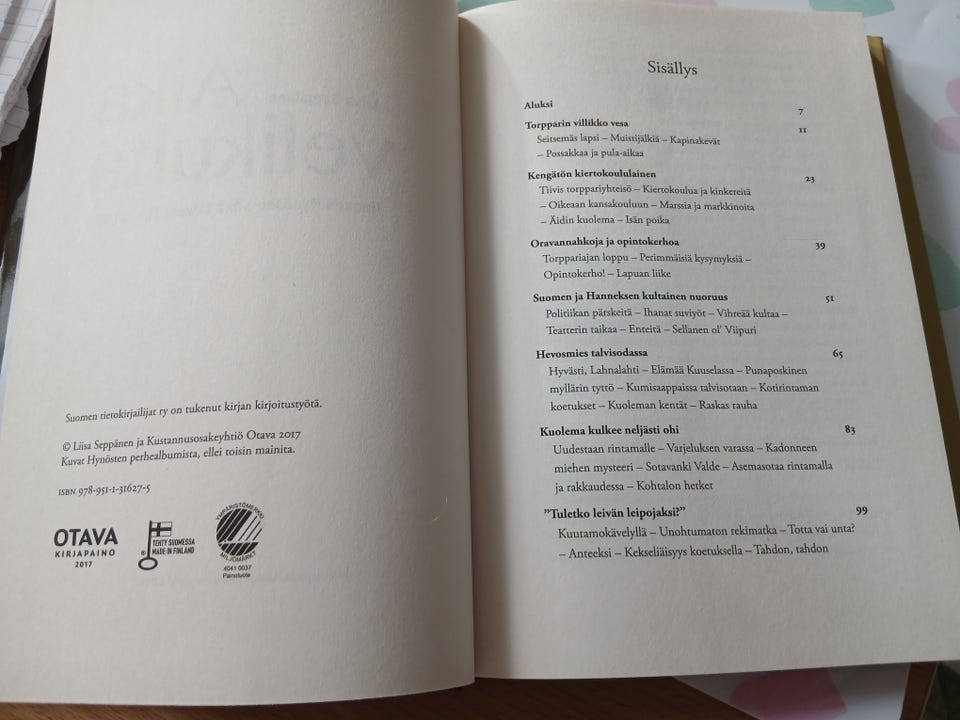 Suomen tietokirjailijat ry on tukenut kirjan kirjoitustyötä.
© Liisa Seppänen ja Kustannusosakeyhtiö Otava 2017
Kuvat Hynösten perhealbumista, ellei toisin mainita.
ISBN 978-951-1-31627-5
OTAVA
KIRJAPAINO
2017
TEHTY SUOMESSA
MADE IN FINLAND
YMPÄRISTÖMERKKI
MILJÖMÄRKT
4041 0037
Painotuote
Sisällys
Aluksi 7
Torpparin villikko vesa 11
Seitsemäs lapsi – Muistijälkiä – Kapinakevät
– Possakkaa ja pula-aikaa
Kengätön kiertokoululainen 23
Tiivis torppariyhteisö – Kiertokoulua ja kinkereitä
– Oikeaan kansakouluun – Marssia ja markkinoita
– Äidin kuolema – Isän poika
Oravannahkoja ja opintokerhoa 39
Torppariajan loppu – Perimmäisiä kysymyksiä –
Opintokerho! – Lapuan liike
Suomen ja Hanneksen kultainen nuoruus 51
Politiikan pärskeitä – Ihanat suviyöt – Vihreää kultaa –
Teatterin taikaa – Enteitä – Sellanen ol' Viipuri
Hevosmies talvisodassa 65
Hyvästi, Lahnalahti – Elämää Kuuselassa – Punaposkinen
myllärin tyttö – Kumisaappaissa talvisotaan – Kotirintaman
koetukset – Kuoleman kentät – Raskas rauha
Kuolema kulkee neljästi ohi 83
Uudestaan rintamalle – Varjeluksen varassa – Kadonneen
miehen mysteeri – Sotavanki Valde – Asemasotaa rintamalla
ja rakkaudessa – Kohtalon hetket
"Tuletko leivän leipojaksi?" 99
Kuutamokävelyllä – Unohtumaton rekimatka – Totta vai unta?
– Anteeksi – Kekseliäisyys koetuksella – Tahdon, tahdon